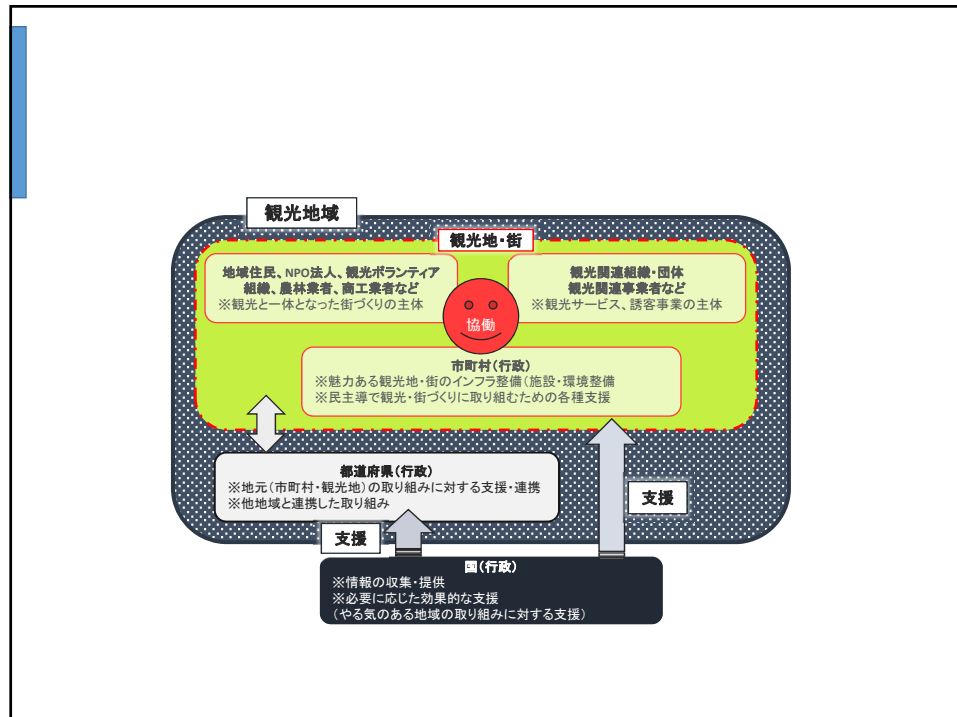 観光地域
観光地・街
地域住民、NPO法人、観光ボランティア
組織、農林業者、商工業者など
※観光と一体となった街づくりの主体
観光関連組織・団体
観光関連事業者など
※観光サービス、誘客事業の主体
協働
市町村(行政)
※魅力ある観光地・街のインフラ整備(施設・環境整備
※民主導で観光・街づくりに取り組むための各種支援
都道府県(行政)
※地元(市町村・観光地)の取り組みに対する支援・連携
※他地域と連携した取り組み
支援
支援
国(行政)
※情報の収集・提供
※必要に応じた効果的な支援
(やる気のある地域の取り組みに対する支援)